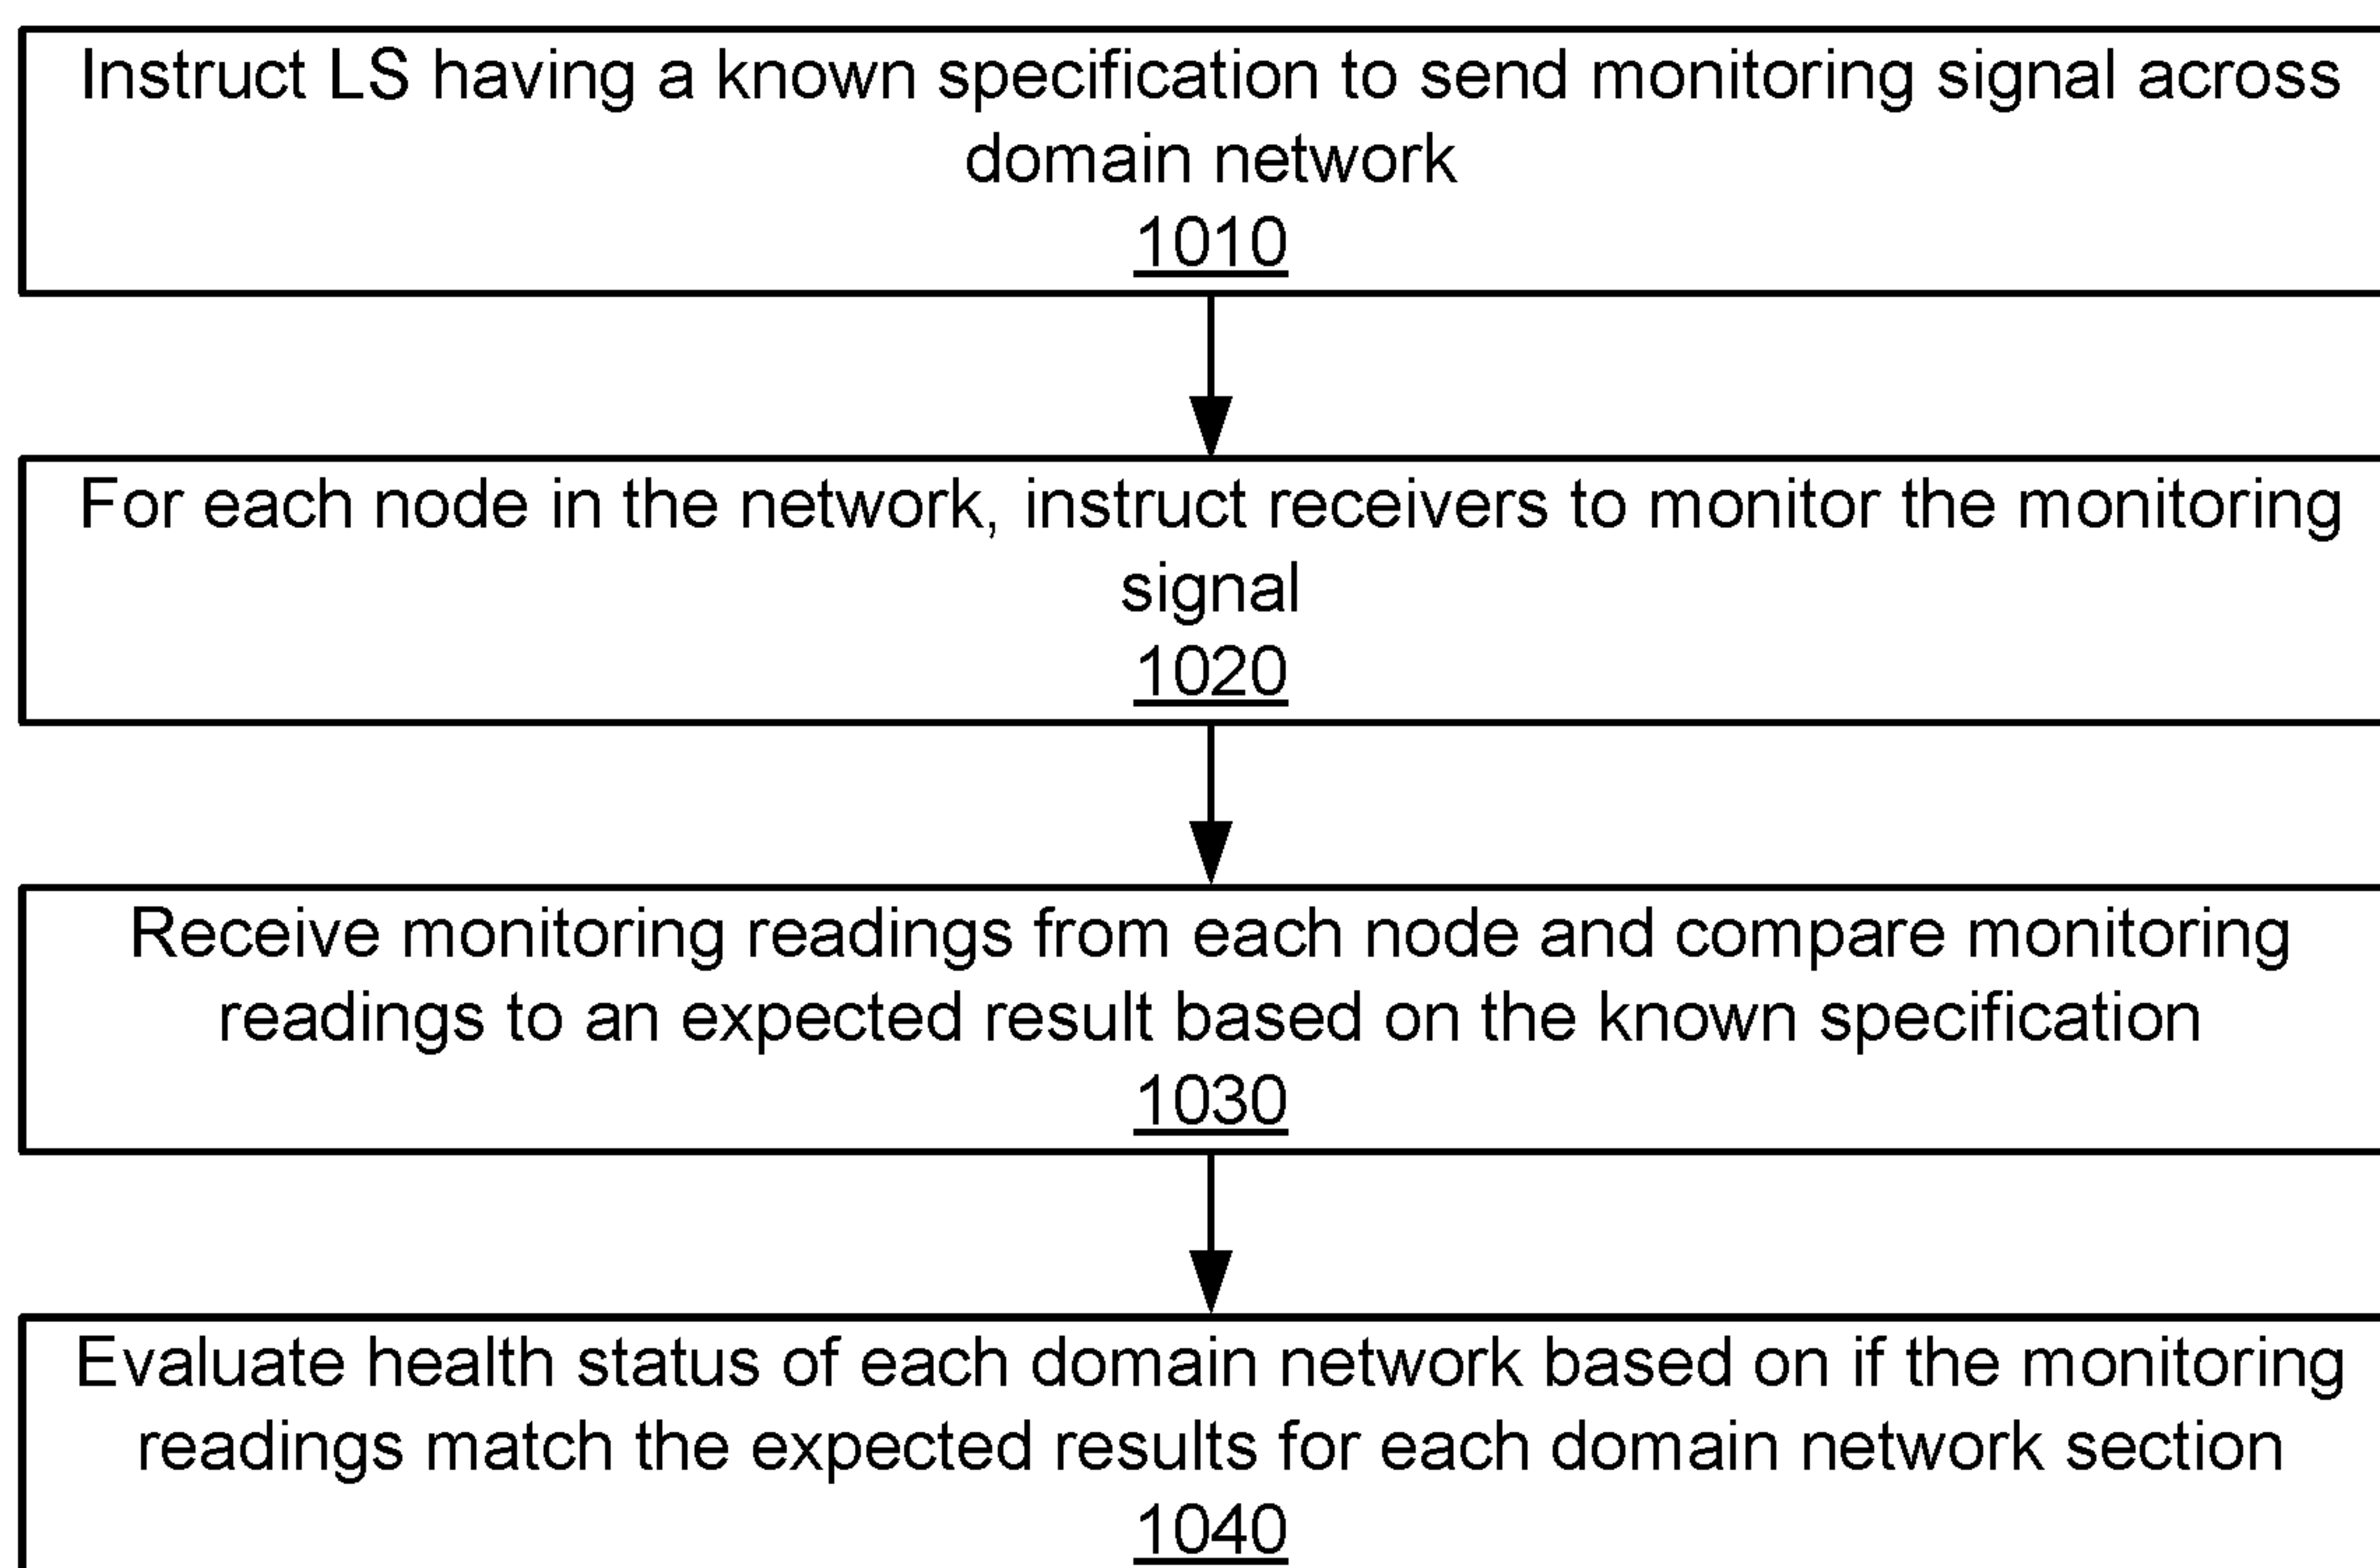 Instruct LS having a known specification to send monitoring signal across
domain network
1010
For each node in the network, instruct receivers to monitor the monitoring
signal
1020
Receive monitoring readings from each node and compare monitoring
readings to an expected result based on the known specification
1030
Evaluate health status of each domain network based on if the monitoring
readings match the expected results for each domain network section
1040